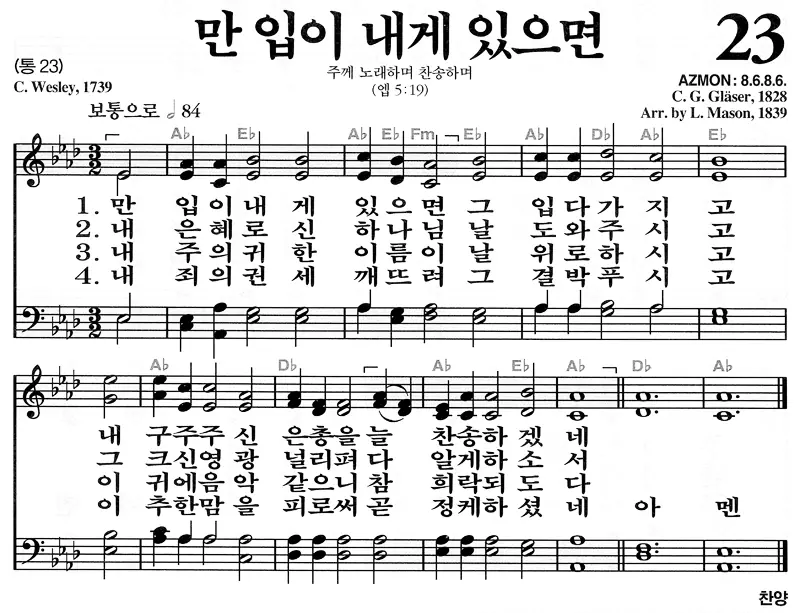 만 입이 내게 있으면
23
(통 23)
주께 노래하며 찬송하며
(엡 5:19)
C. Wesley, 1739
AZMON : 8.6.8.6.
C. G. Gläser, 1828
Arr. by L. Mason, 1839
보통으로 𝅗𝅥 84
A♭ E♭ A♭ E♭ Fm E♭ A♭ D♭ A♭ E♭
3 2
1. 만 입 이 내 게 있 으 면 그 입 다 가 지 고
2. 내 은 혜 로 신 하 나 님 날 도 와 주 시 고
3. 내 주 의 귀 한 이 름 이 날 위 로 하 시 고
4. 내 죄 의 권 세 깨 뜨 려 그 결 박 푸 시 고
3 2
A♭ D♭ A♭ E♭ A♭ D♭ A♭
내 구 주 주 신 은 총 을 늘 찬 송 하 겠 네
그 크 신 영 광 널 리 펴 다 알 게 하 소 서
이 귀 에 음 악 같 으 니 참 희 락 되 도 다
이 추 한 맘 을 피 로 써 곧 정 케 하 셨 네 아 멘
찬양